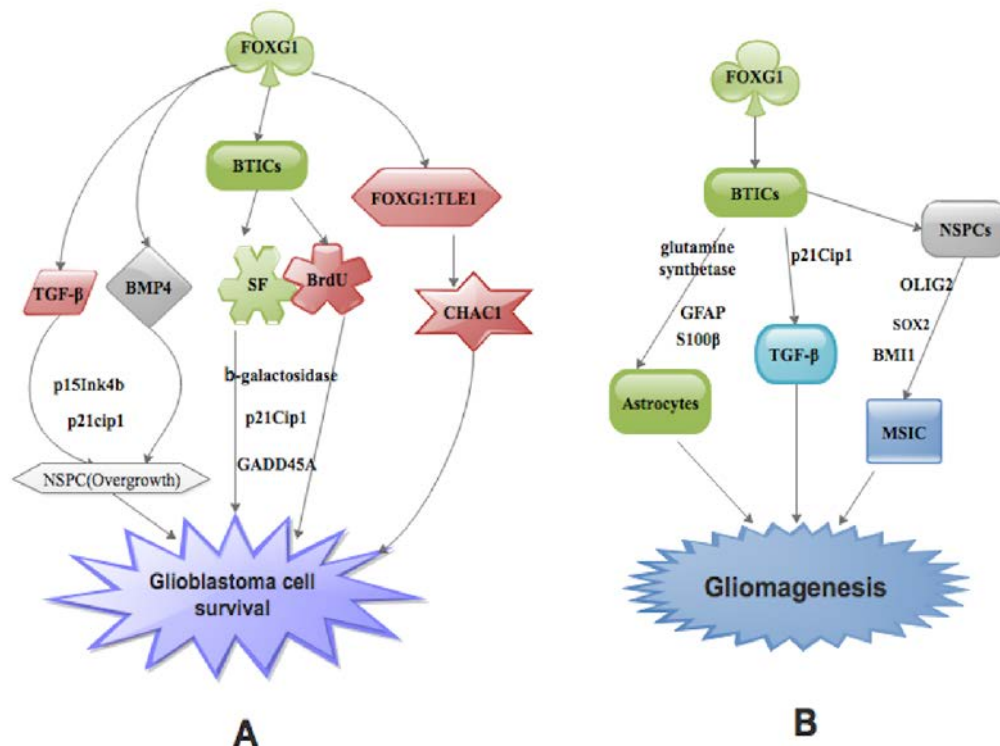 FOXG1
BTICs
FOXG1:TLE1
TGF-β
BMP4
SF
BrdU
CHAC1
p15Ink4b
p21cip1
b-galactosidase
p21Cip1
GADD45A
NSPC(Overgrowth)
Glioblastoma cell
survival
A
FOXG1
BTICs
NSPCs
glutamine
synthetase
p21Cip1
OLIG2
GFAP
S100β
SOX2
BMI1
TGF-β
Astrocytes
MSIC
Gliomagenesis
B